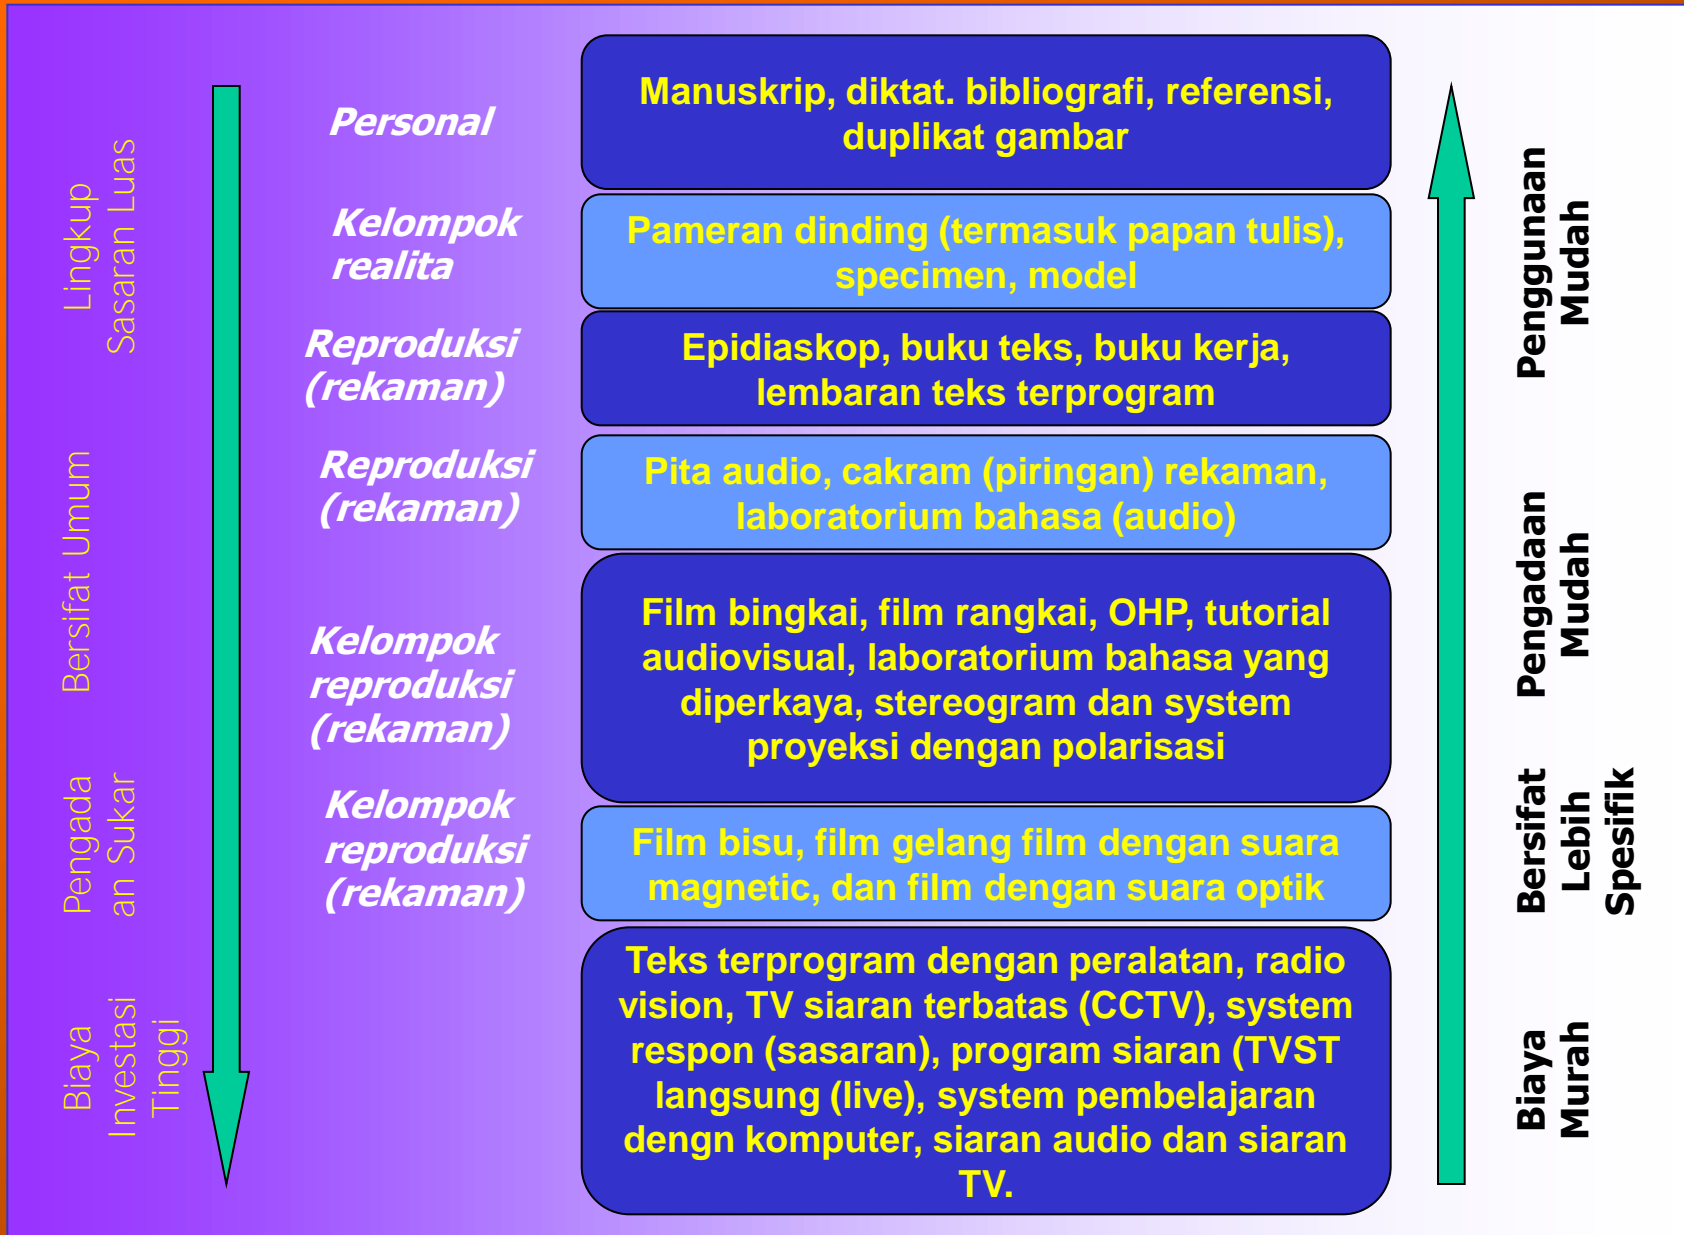 Lingkup
Sasaran Luas
Bersifat Umum
Pengada
an Sukar
Biaya
Investasi
Tinggi
Personal
Manuskrip, diktat. bibliografi, referensi,
duplikat gambar
Kelompok
realita
Pameran dinding (termasuk papan tulis),
specimen, model
Reproduksi
(rekaman)
Epidiaskop, buku teks, buku kerja,
lembaran teks terprogram
Reproduksi
(rekaman)
Pita audio, cakram (piringan) rekaman,
laboratorium bahasa (audio)
Kelompok
reproduksi
(rekaman)
Film bingkai, film rangkai, OHP, tutorial
audiovisual, laboratorium bahasa yang
diperkaya, stereogram dan system
proyeksi dengan polarisasi
Kelompok
reproduksi
(rekaman)
Film bisu, film gelang film dengan suara
magnetic, dan film dengan suara optik
Teks terprogram dengan peralatan, radio
vision, TV siaran terbatas (CCTV), system
respon (sasaran), program siaran (TVST
langsung (live), system pembelajaran
dengn komputer, siaran audio dan siaran
TV.
Penggunaan
Mudah
Pengadaan
Mudah
Bersifat
Lebih
Spesifik
Biaya
Murah